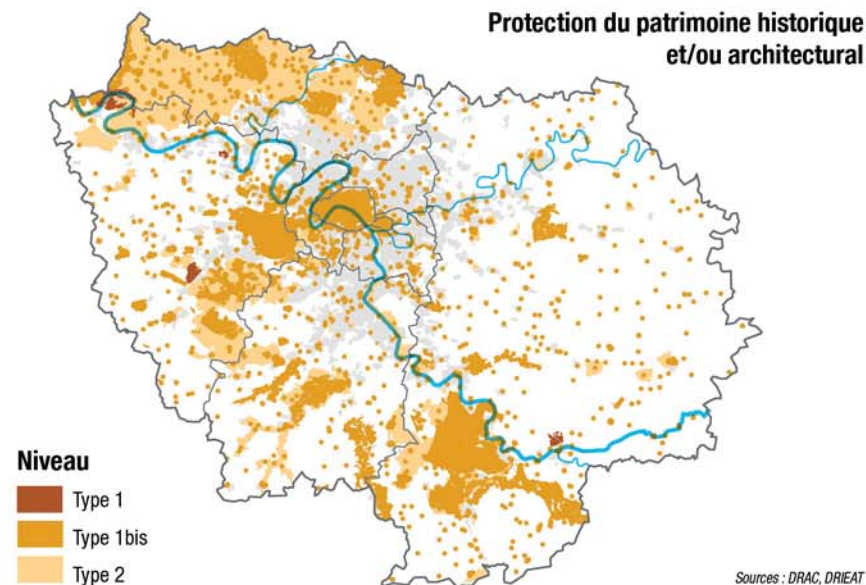 Protection du patrimoine historique
et/ou architectural
Niveau
Type 1
Type 1bis
Type 2
Sources : DRAC, DRIEAT